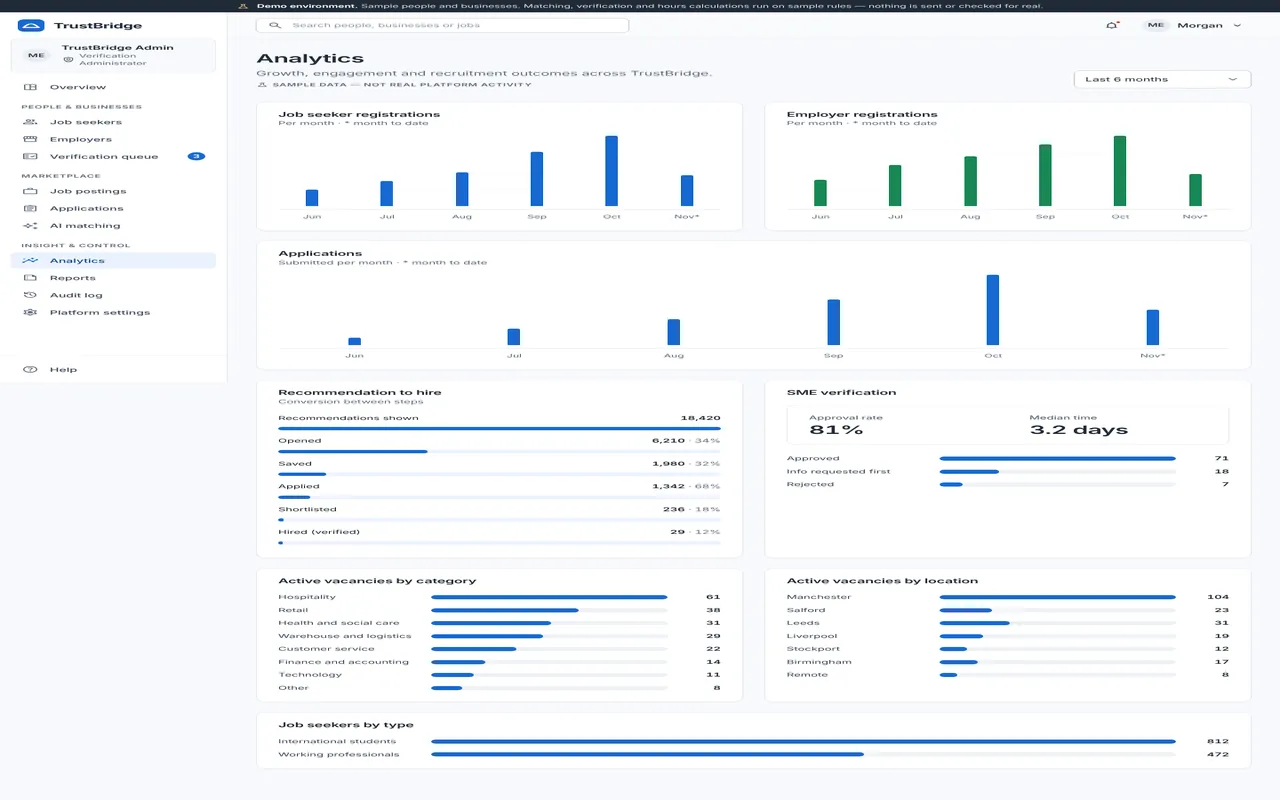 Demo environment. Sample people and businesses. Matching, verification and hours calculations run on sample rules — nothing is sent or checked for real.
TrustBridge
Search people, businesses or jobs
ME Morgan
ME
TrustBridge Admin
Verification
Administrator
Overview
PEOPLE & BUSINESSES
Job seekers
Employers
Verification queue 3
MARKETPLACE
Job postings
Applications
AI matching
INSIGHT & CONTROL
Analytics
Reports
Audit log
Platform settings
Help
Analytics
Growth, engagement and recruitment outcomes across TrustBridge.
SAMPLE DATA — NOT REAL PLATFORM ACTIVITY
Last 6 months
Job seeker registrations
Per month · * month to date
Jun Jul Aug Sep Oct Nov*
Employer registrations
Per month · * month to date
Jun Jul Aug Sep Oct Nov*
Applications
Submitted per month · * month to date
Jun Jul Aug Sep Oct Nov*
Recommendation to hire
Conversion between steps
Recommendations shown 18,420
Opened 6,210 · 34%
Saved 1,980 · 32%
Applied 1,342 · 68%
Shortlisted 236 · 18%
Hired (verified) 29 · 12%
SME verification
Approval rate Median time
81% 3.2 days
Approved 71
Info requested first 18
Rejected 7
Active vacancies by category
Hospitality 61
Retail 38
Health and social care 31
Warehouse and logistics 29
Customer service 22
Finance and accounting 14
Technology 11
Other 8
Active vacancies by location
Manchester 104
Salford 23
Leeds 31
Liverpool 19
Stockport 12
Birmingham 17
Remote 8
Job seekers by type
International students 812
Working professionals 472